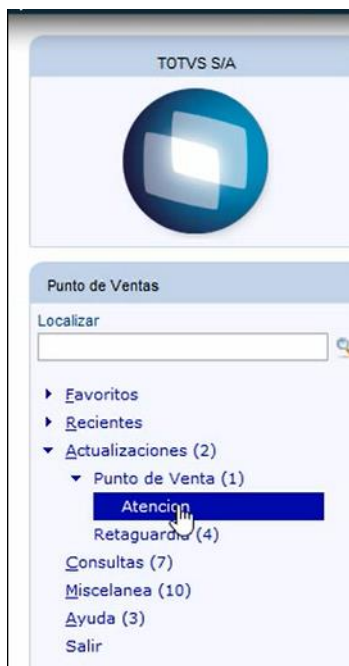 TOTVS S/A
Punto de Ventas
Localizar
Favoritos
Recientes
Actualizaciones (2)
Punto de Venta (1)
Atencion
Retaguardia (4)
Consultas (7)
Miscelanea (10)
Ayuda (3)
Salir